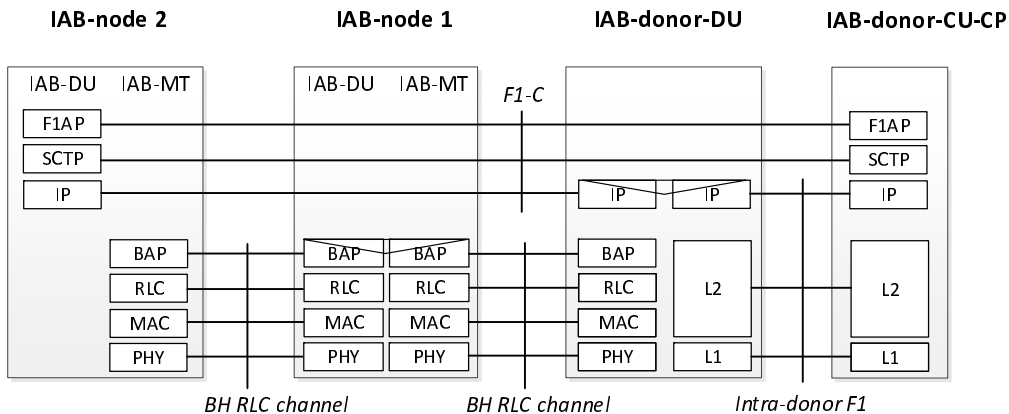 IAB-node 2 IAB-node 1 IAB-donor-DU IAB-donor-CU-CP
IAB-DU IAB-MT IAB-DU IAB-MT
F1-C
F1AP F1AP
SCTP SCTP
IP IP IP IP
BAP BAP BAP BAP
RLC RLC RLC RLC L2 L2
MAC MAC MAC MAC
PHY PHY PHY PHY L1 L1
BH RLC channel BH RLC channel Intra-donor F1